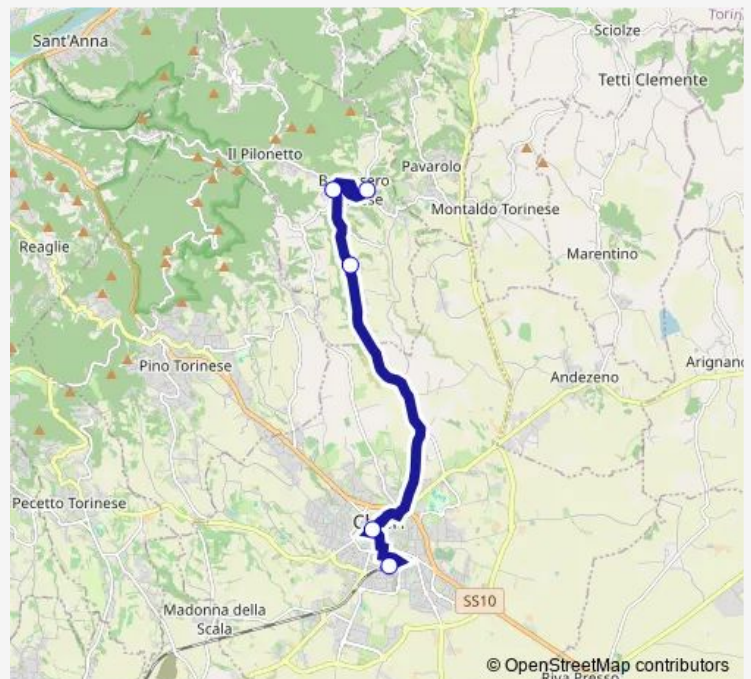 Torin
Sciolze
Sant'Anna
Tetti Clemente
Il Pilonetto
Pavarolo
Montaldo Torinese
Reaglie
Marentino
Pino Torinese
Andezeno
Arignano
Pecetto Torinese
SS10
Madonna della
Scala
© OpenStreetMap contributors